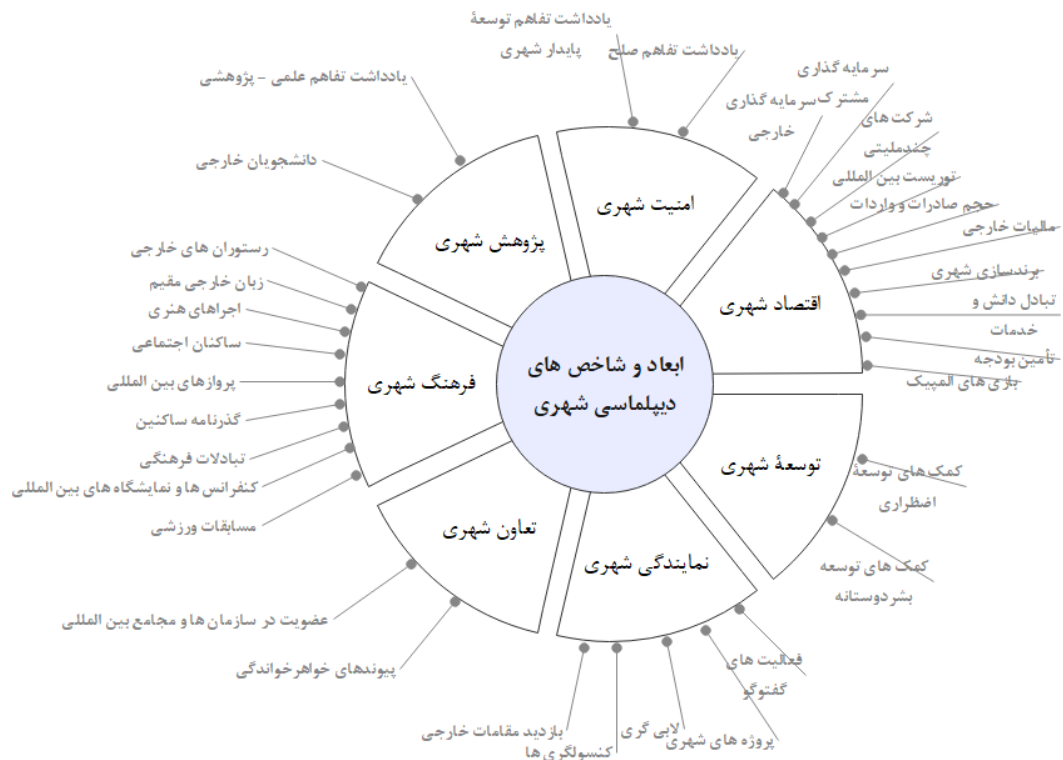 ابعاد و شاخص های
دیپلماسی شهری
امنیت شهری
یادداشت تفاهم توسعۀ
پایدار شهری
یادداشت تفاهم صلح
اقتصاد شهری
سرمایه گذاری
مشترک
سرمایه گذاری
خارجی
شرکت های
چندملیتی
توریست بین المللی
حجم صادرات و واردات
مالیات خارجی
برندسازی شهری
تبادل دانش و
خدمات
تأمین بودجه
بازی های المپیک
توسعۀ شهری
کمک های توسعۀ
اضطراری
کمک های توسعه
بشردوستانه
نمایندگی شهری
فعالیت های
گفتوگو
پروژه های شهری
لابی گری
کنسولگری ها
بازدید مقامات خارجی
تعاون شهری
پیوندهای خواهرخواندگی
عضویت در سازمان ها و مجامع بین المللی
فرهنگ شهری
رستوران های خارجی
زبان خارجی مقیم
اجراهای هنری
ساکنان اجتماعی
پروازهای بین المللی
گذرنامه ساکنین
تبادلات فرهنگی
کنفرانس ها و نمایشگاه های بین المللی
مسابقات ورزشی
پژوهش شهری
یادداشت تفاهم علمی - پژوهشی
دانشجویان خارجی